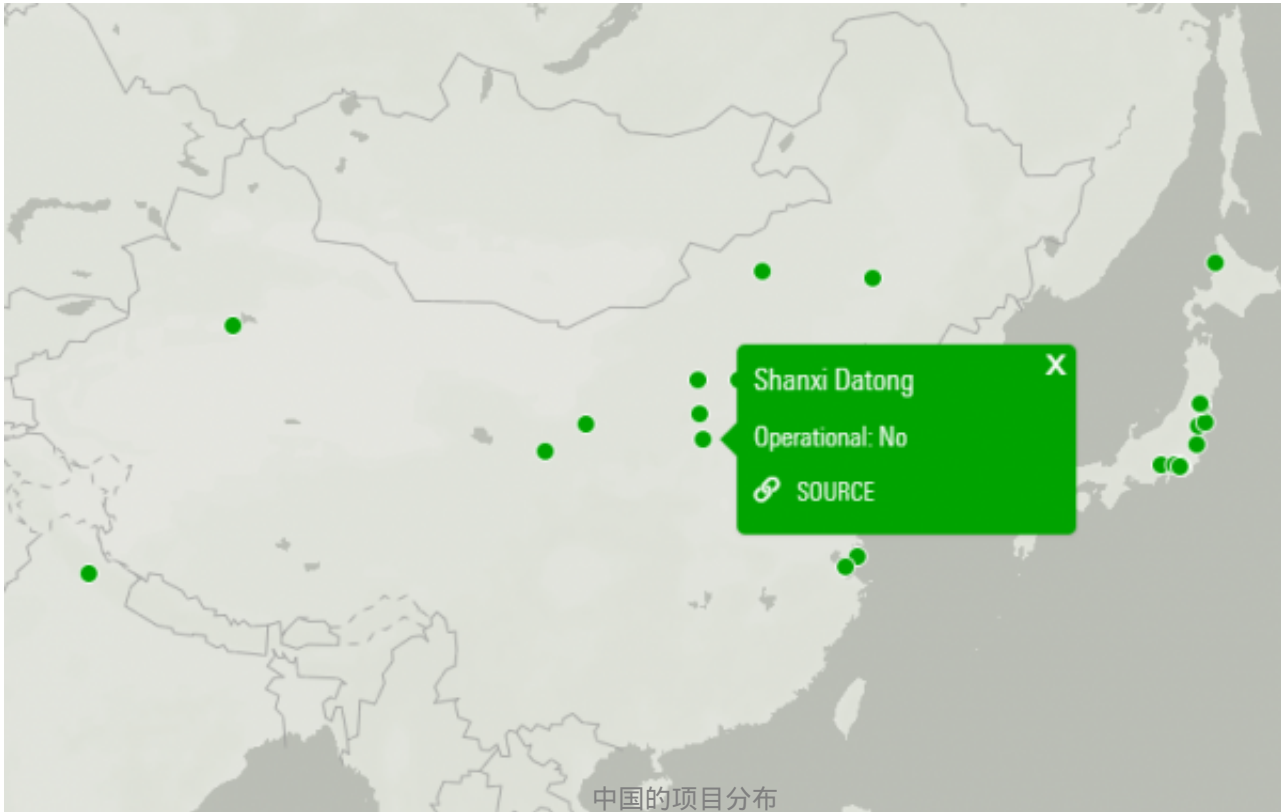 X
Shanxi Datong
Operational: No
SOURCE
中国的项目分布